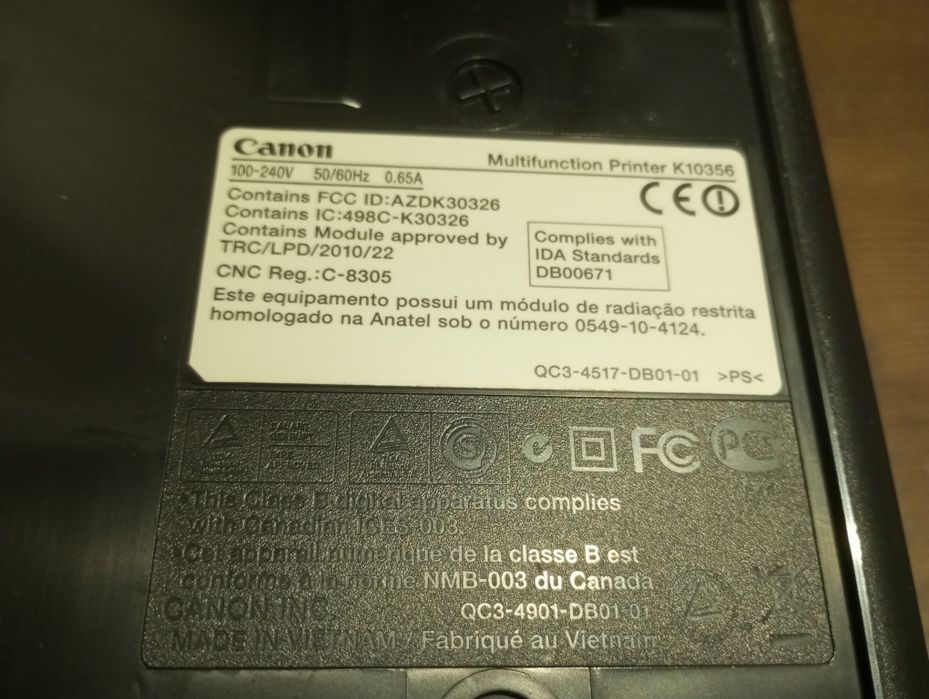 Canon
Multifunction Printer K10356
100-240V 50/60Hz 0.65A
Contains FCC ID:AZDK30326
Contains IC:498C-K30326
Contains Module approved by
TRC/LPD/2010/22
Complies with
IDA Standards
DB00671
CNC Reg.:C-8305
Este equipamento possui um módulo de radiação restrita
homologado na Anatel sob o número 0549-10-4124.
QC3-4517-DB01-01 >PS<
FC
•This Class B digital apparatus complies
with Canadian ICES-003.
•Cet appareil numérique de la classe B est
conforme à la norme NMB-003 du Canada.
CANON INC. QC3-4901-DB01-01
MADE IN VIETNAM / Fabriqué au Vietnam